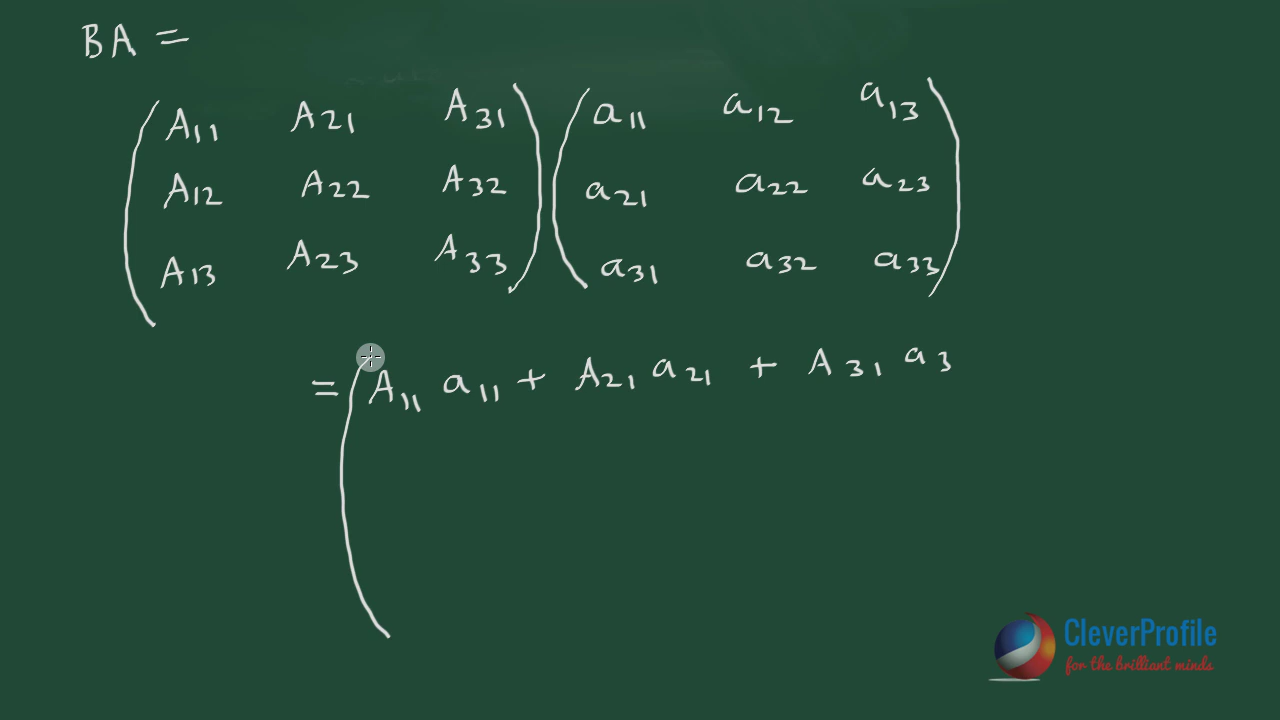 BA =
( A11 A21 A31 ) ( a11 a12 a13 )
A12 A22 A32 a21 a22 a23
A13 A23 A33 a31 a32 a33
= ( A11 a11 + A21 a21 + A31 a3
CleverProfile
for the brilliant minds